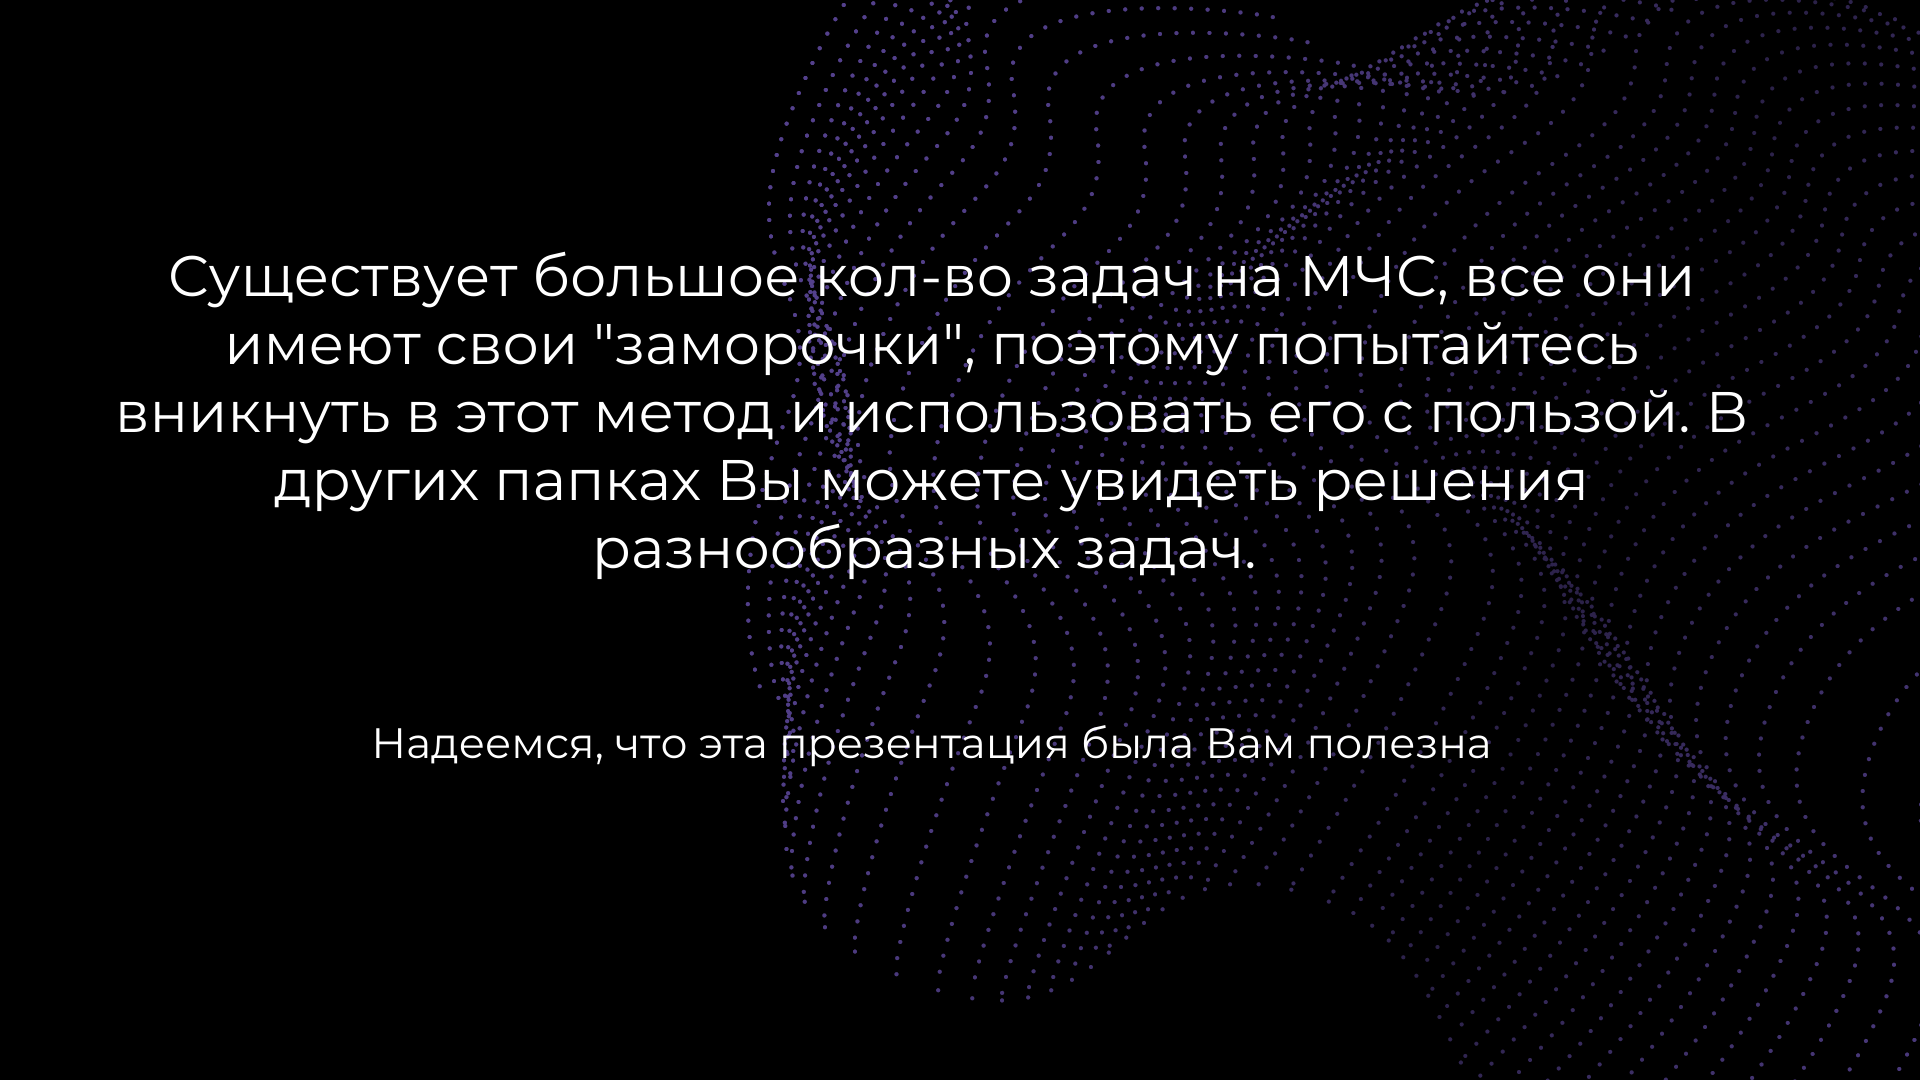 Существует большое кол-во задач на МЧС, все они
имеют свои "заморочки", поэтому попытайтесь
вникнуть в этот метод и использовать его с пользой. В
других папках Вы можете увидеть решения
разнообразных задач.
Надеемся, что эта презентация была Вам полезна